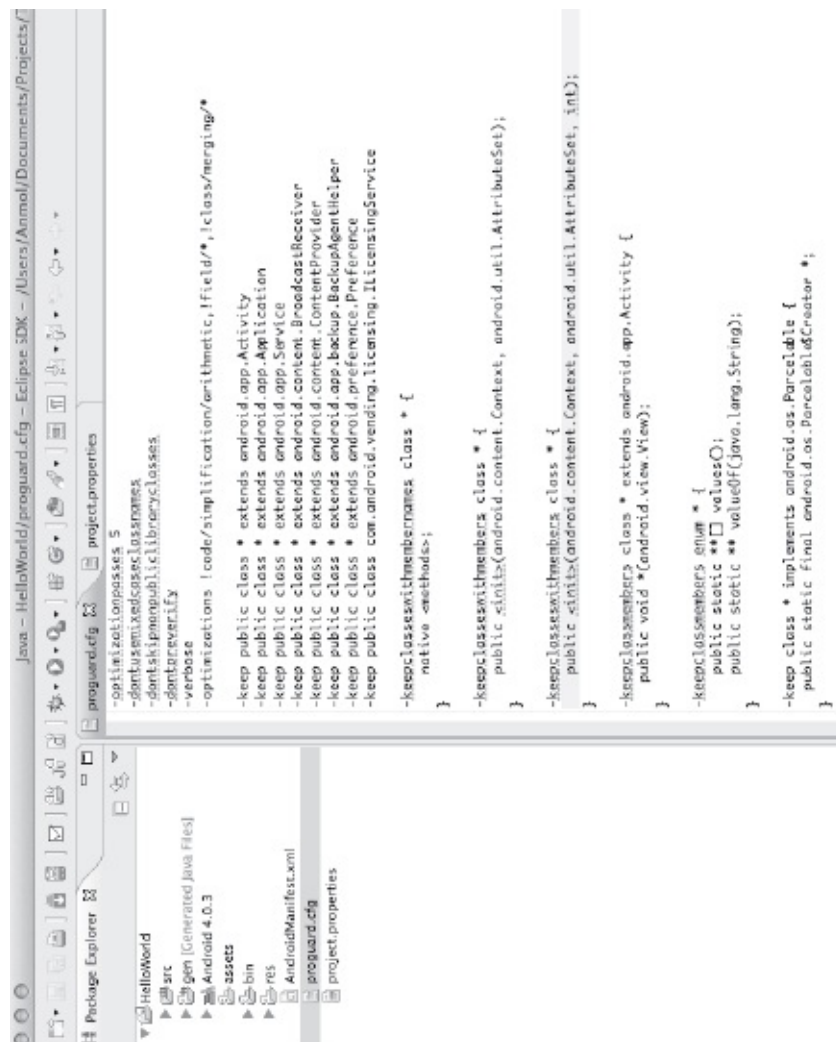 Java – HelloWorld/proguard.cfg – Eclipse SDK – /Users/Anmol/Documents/Projects/
Package Explorer
HelloWorld
src
gen [Generated Java Files]
Android 4.0.3
assets
bin
res
AndroidManifest.xml
proguard.cfg
project.properties
proguard.cfg
project.properties
-optimizationpasses 5
-dontusemixedcaseclassnames
-dontskipnonpubliclibraryclasses
-dontpreverify
-verbose
-optimizations !code/simplification/arithmetic,!field/*,!class/merging/*
-keep public class * extends android.app.Activity
-keep public class * extends android.app.Application
-keep public class * extends android.app.Service
-keep public class * extends android.content.BroadcastReceiver
-keep public class * extends android.content.ContentProvider
-keep public class * extends android.app.backup.BackupAgentHelper
-keep public class * extends android.preference.Preference
-keep public class com.android.vending.licensing.ILicensingService
-keepclasseswithmembernames class * {
native <methods>;
}
-keepclasseswithmembers class * {
public <init>(android.content.Context, android.util.AttributeSet);
}
-keepclasseswithmembers class * {
public <init>(android.content.Context, android.util.AttributeSet, int);
}
-keepclassmembers class * extends android.app.Activity {
public void *(android.view.View);
}
-keepclassmembers enum * {
public static **[] values();
public static ** valueOf(java.lang.String);
}
-keep class * implements android.os.Parcelable {
public static final android.os.Parcelable$Creator *;
}